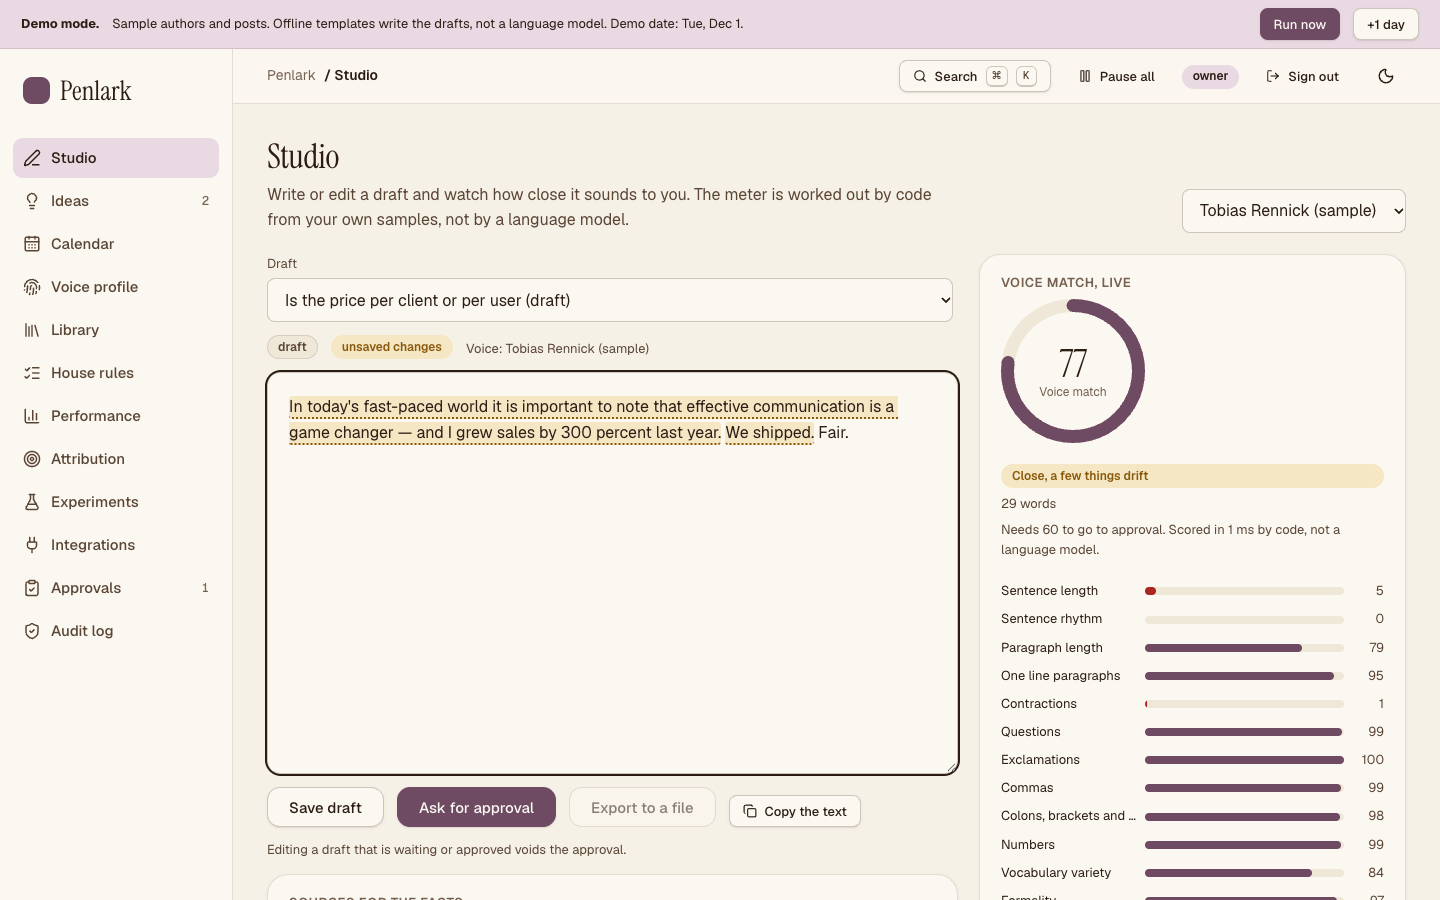 Demo mode. Sample authors and posts. Offline templates write the drafts, not a language model. Demo date: Tue, Dec 1.
Run now
+1 day
Penlark
Penlark / Studio
Search ⌘ K
Pause all
owner
Sign out
Studio
Ideas 2
Calendar
Voice profile
Library
House rules
Performance
Attribution
Experiments
Integrations
Approvals 1
Audit log
Studio
Write or edit a draft and watch how close it sounds to you. The meter is worked out by code
from your own samples, not by a language model.
Tobias Rennick (sample)
Draft
Is the price per client or per user (draft)
draft
unsaved changes
Voice: Tobias Rennick (sample)
In today's fast-paced world it is important to note that effective communication is a
game changer — and I grew sales by 300 percent last year. We shipped. Fair.
Save draft
Ask for approval
Export to a file
Copy the text
Editing a draft that is waiting or approved voids the approval.
SOURCES FOR THE FACTS
VOICE MATCH, LIVE
77
Voice match
Close, a few things drift
29 words
Needs 60 to go to approval. Scored in 1 ms by code, not a
language model.
Sentence length 5
Sentence rhythm 0
Paragraph length 79
One line paragraphs 95
Contractions 1
Questions 99
Exclamations 100
Commas 99
Colons, brackets and ... 98
Numbers 99
Vocabulary variety 84
Formality 97